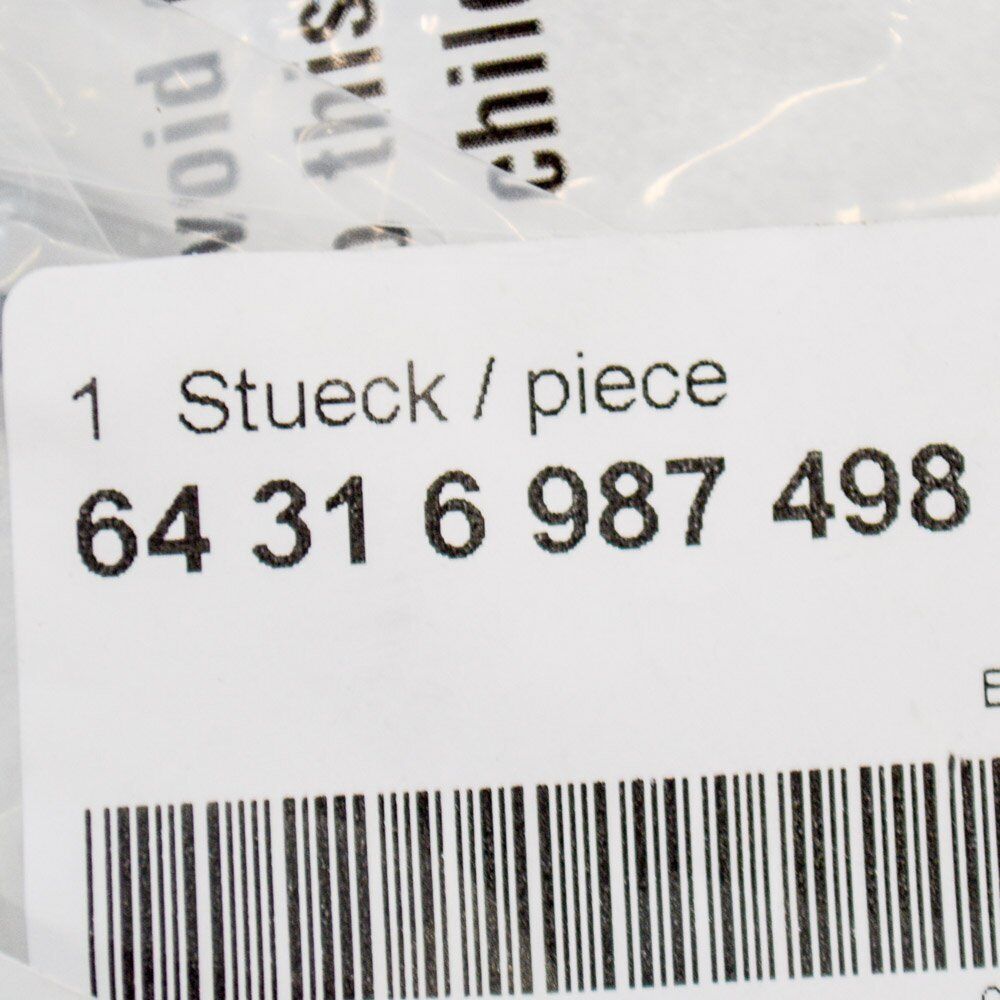 void
this
chil
1 Stueck / piece
64 31 6 987 498